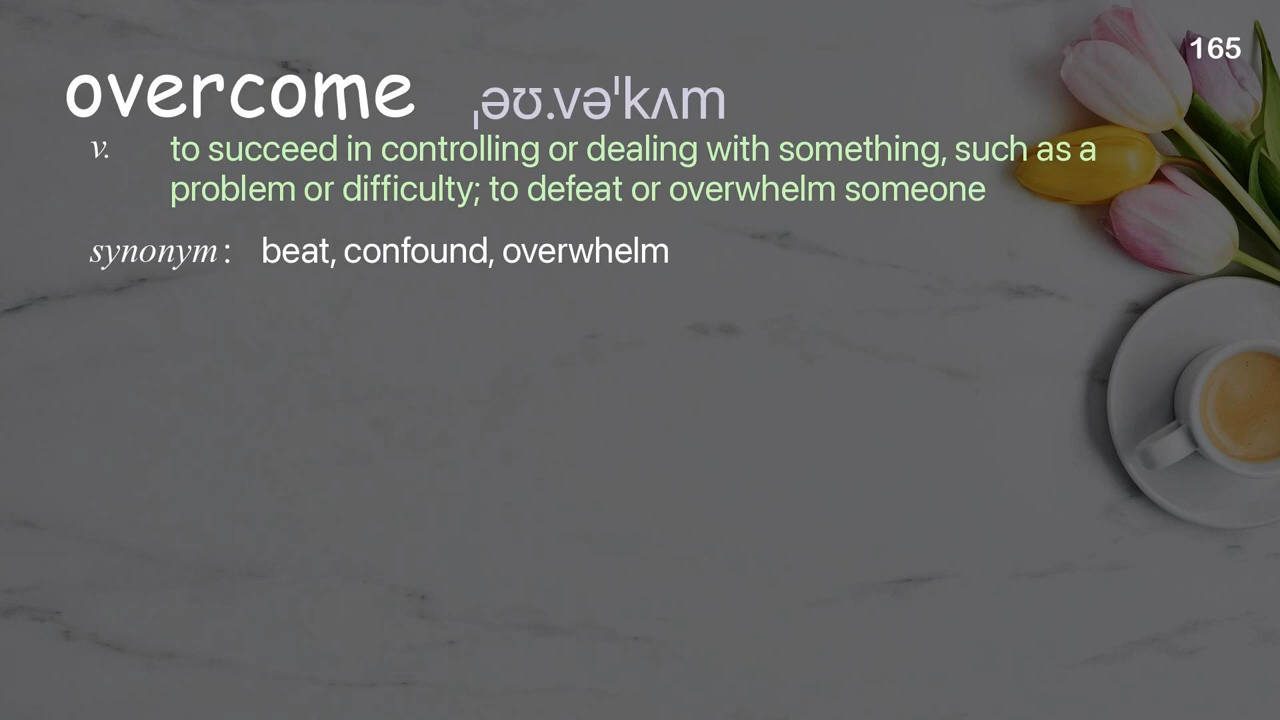 165
overcome ˌəʊ.vəˈkʌm
v. to succeed in controlling or dealing with something, such as a
problem or difficulty; to defeat or overwhelm someone
synonym: beat, confound, overwhelm